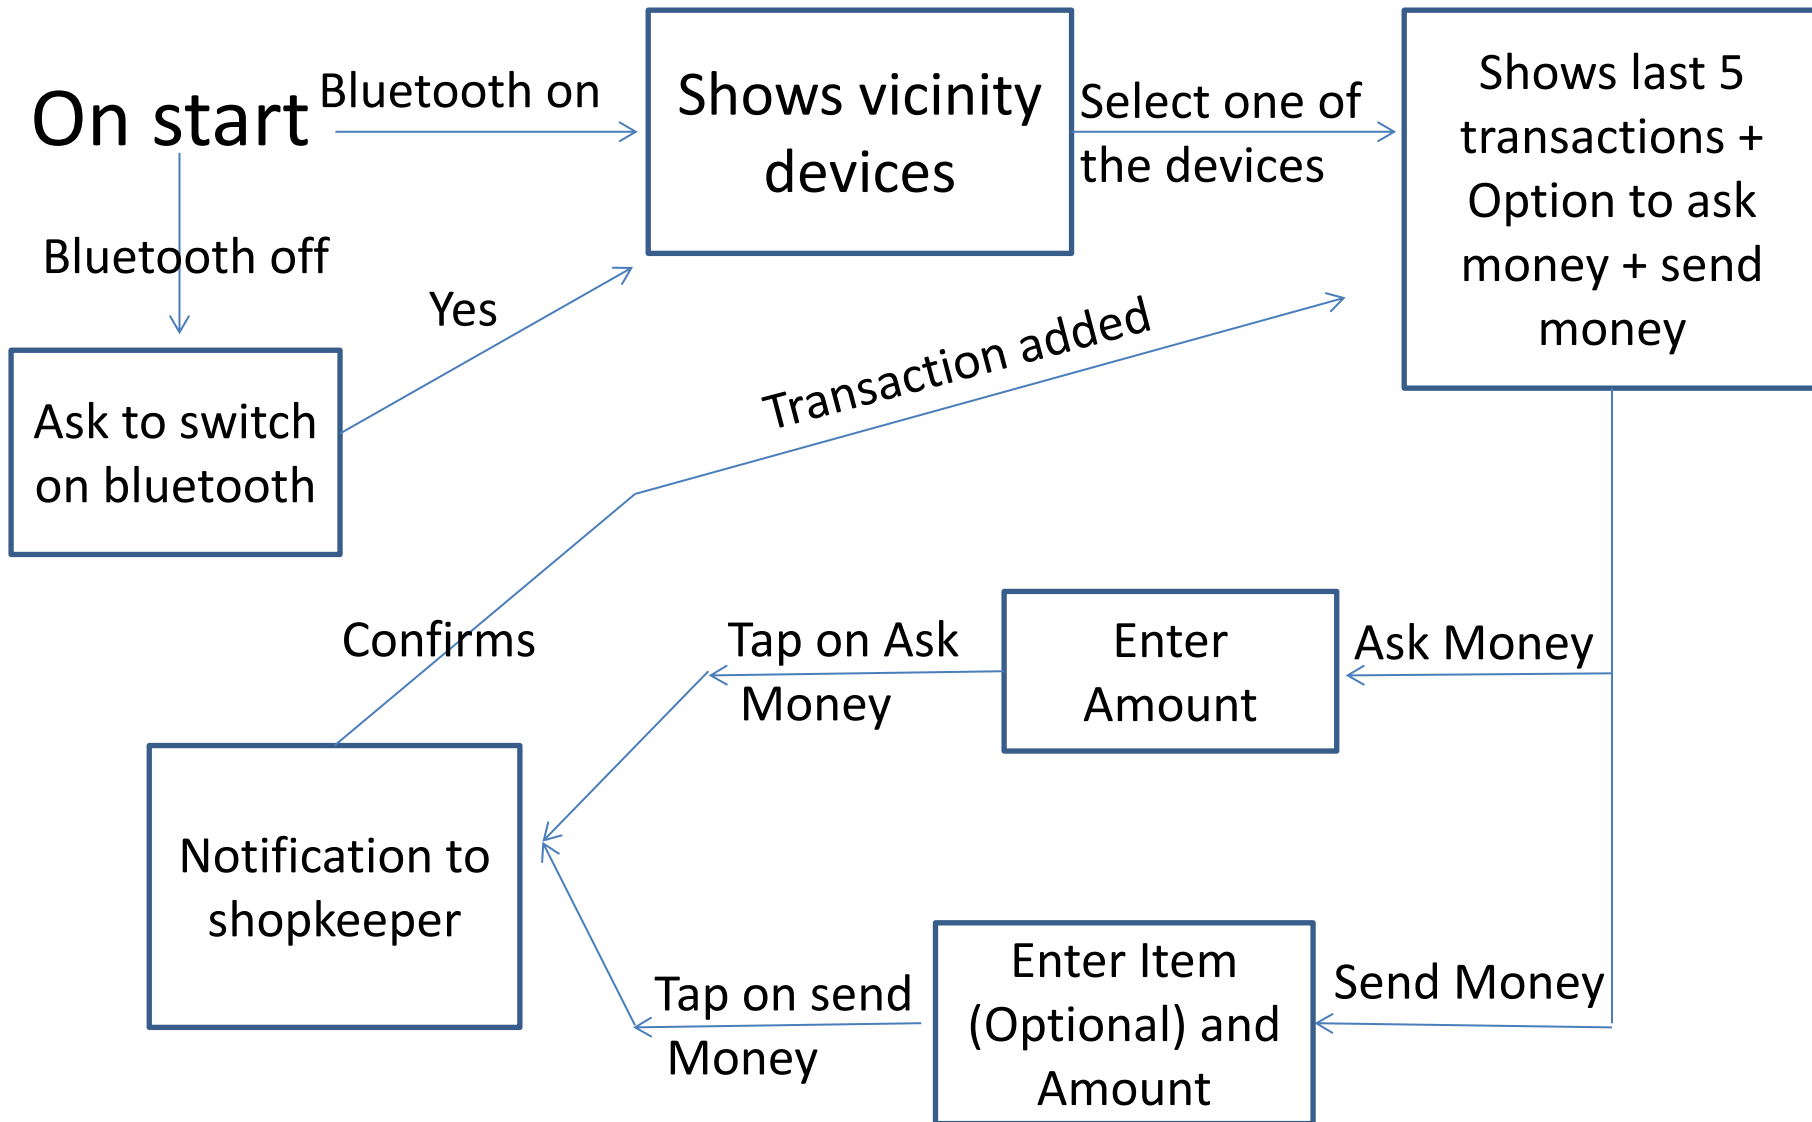 On start
Bluetooth on
Shows vicinity
devices
Select one of
the devices
Shows last 5
transactions +
Option to ask
money + send
money
Bluetooth off
Yes
Transaction added
Ask to switch
on bluetooth
Confirms
Tap on Ask
Money
Enter
Amount
Ask Money
Notification to
shopkeeper
Tap on send
Money
Enter Item
(Optional) and
Amount
Send Money